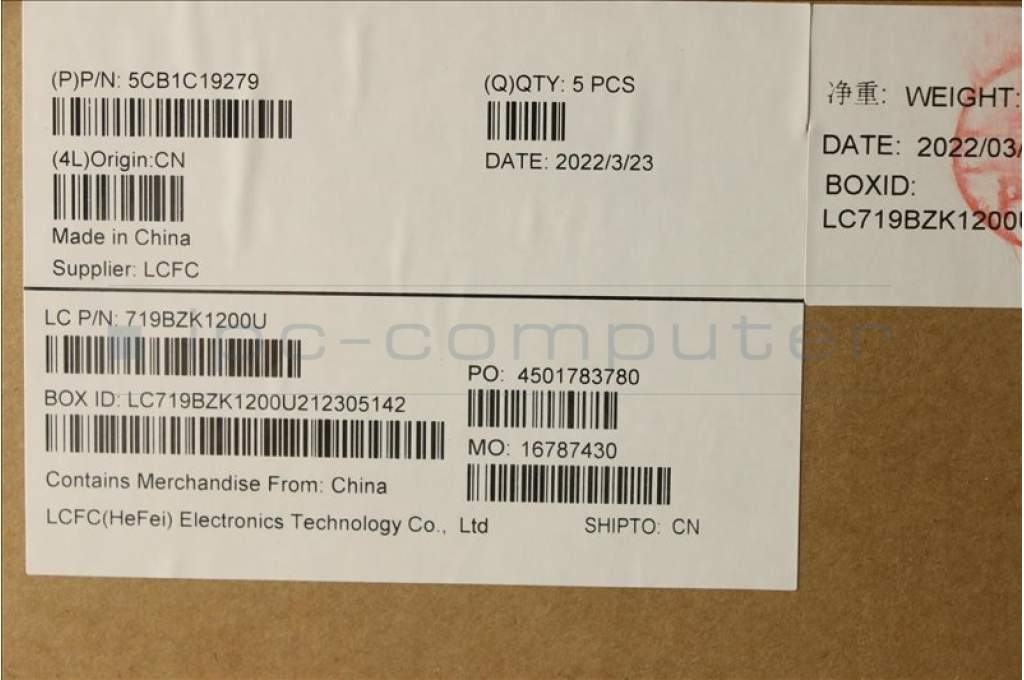 (P)P/N: 5CB1C19279
(4L)Origin:CN
Made in China
Supplier: LCFC
(Q)QTY: 5 PCS
DATE: 2022/3/23
净重: WEIGHT:
DATE: 2022/03/
BOXID:
LC719BZK1200U
LC P/N: 719BZK1200U
BOX ID: LC719BZK1200U212305142
Contains Merchandise From: China
LCFC(HeFei) Electronics Technology Co., Ltd
PO: 4501783780
MO: 16787430
SHIPTO: CN
ipc-computer